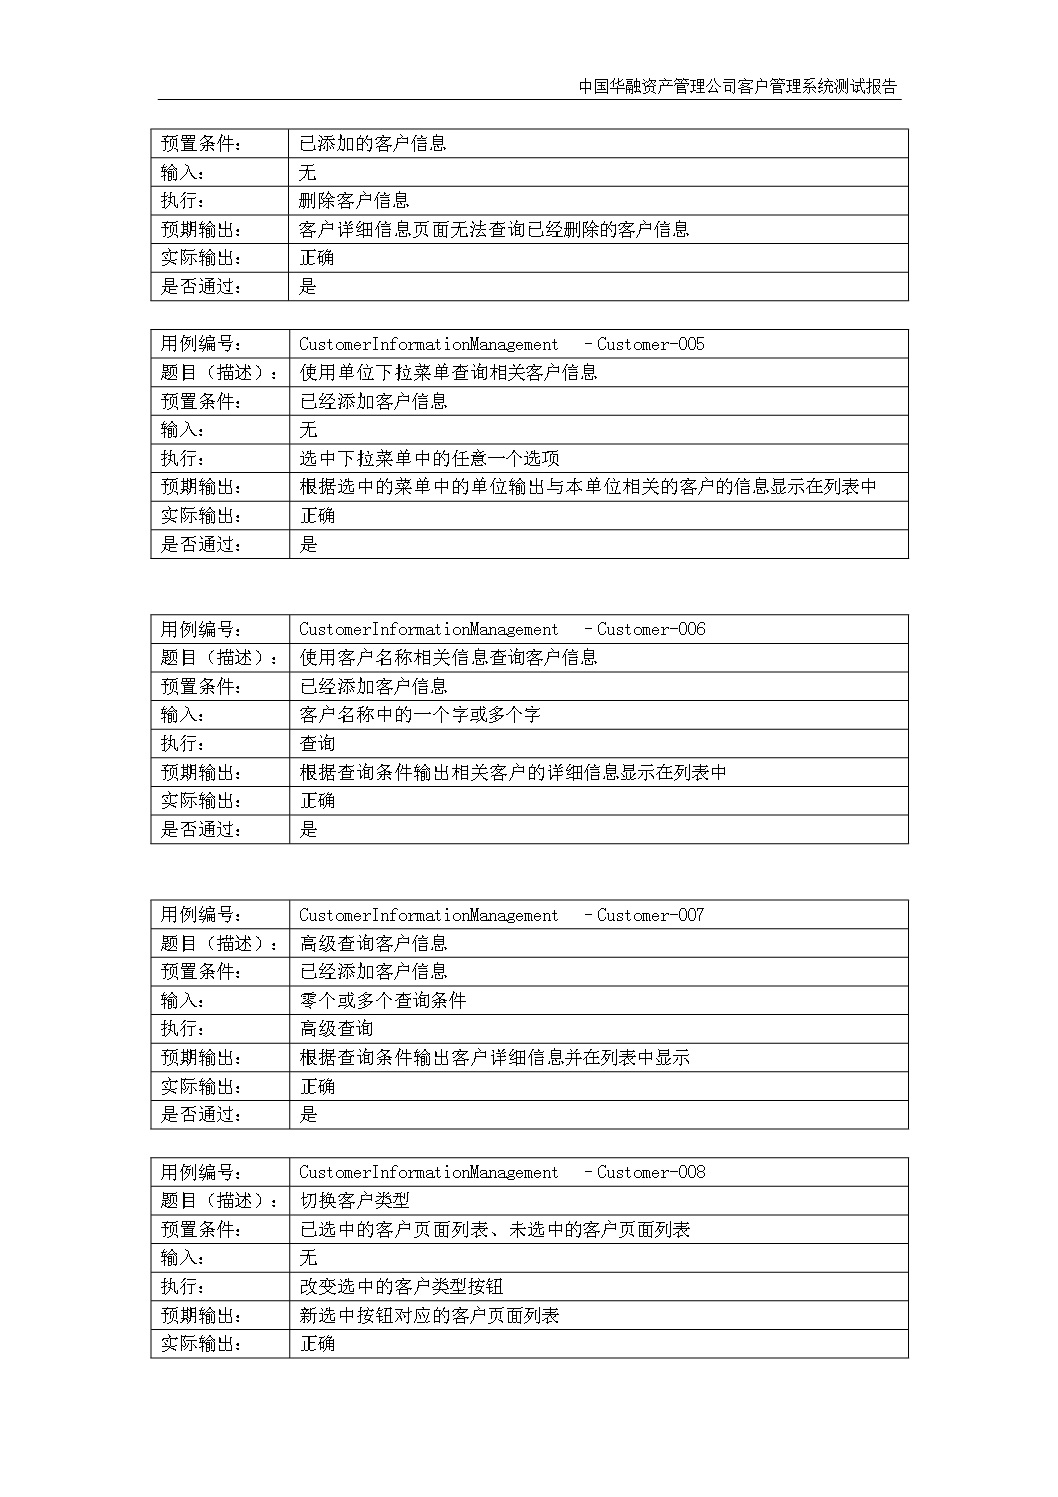 中国华融资产管理公司客户管理系统测试报告
预置条件： 已添加的客户信息
输入： 无
执行： 删除客户信息
预期输出： 客户详细信息页面无法查询已经删除的客户信息
实际输出： 正确
是否通过： 是
用例编号： CustomerInformationManagement –Customer-005
题目（描述）： 使用单位下拉菜单查询相关客户信息
预置条件： 已经添加客户信息
输入： 无
执行： 选中下拉菜单中的任意一个选项
预期输出： 根据选中的菜单中的单位输出与本单位相关的客户的信息显示在列表中
实际输出： 正确
是否通过： 是
用例编号： CustomerInformationManagement –Customer-006
题目（描述）： 使用客户名称相关信息查询客户信息
预置条件： 已经添加客户信息
输入： 客户名称中的一个字或多个字
执行： 查询
预期输出： 根据查询条件输出相关客户的详细信息显示在列表中
实际输出： 正确
是否通过： 是
用例编号： CustomerInformationManagement –Customer-007
题目（描述）： 高级查询客户信息
预置条件： 已经添加客户信息
输入： 零个或多个查询条件
执行： 高级查询
预期输出： 根据查询条件输出客户详细信息并在列表中显示
实际输出： 正确
是否通过： 是
用例编号： CustomerInformationManagement –Customer-008
题目（描述）： 切换客户类型
预置条件： 已选中的客户页面列表、未选中的客户页面列表
输入： 无
执行： 改变选中的客户类型按钮
预期输出： 新选中按钮对应的客户页面列表
实际输出： 正确